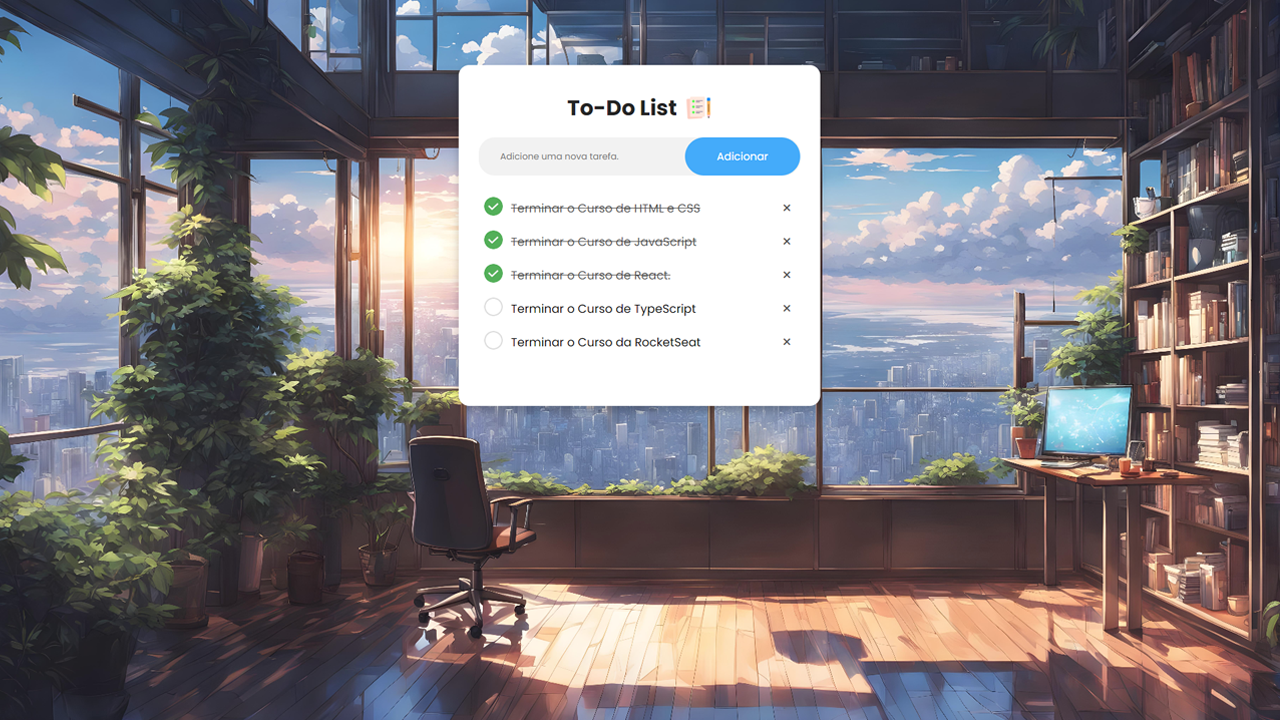 To-Do List
Adicione uma nova tarefa.
Adicionar
Terminar o Curso de HTML e CSS
Terminar o Curso de JavaScript
Terminar o Curso de React.
Terminar o Curso de TypeScript
Terminar o Curso da RocketSeat